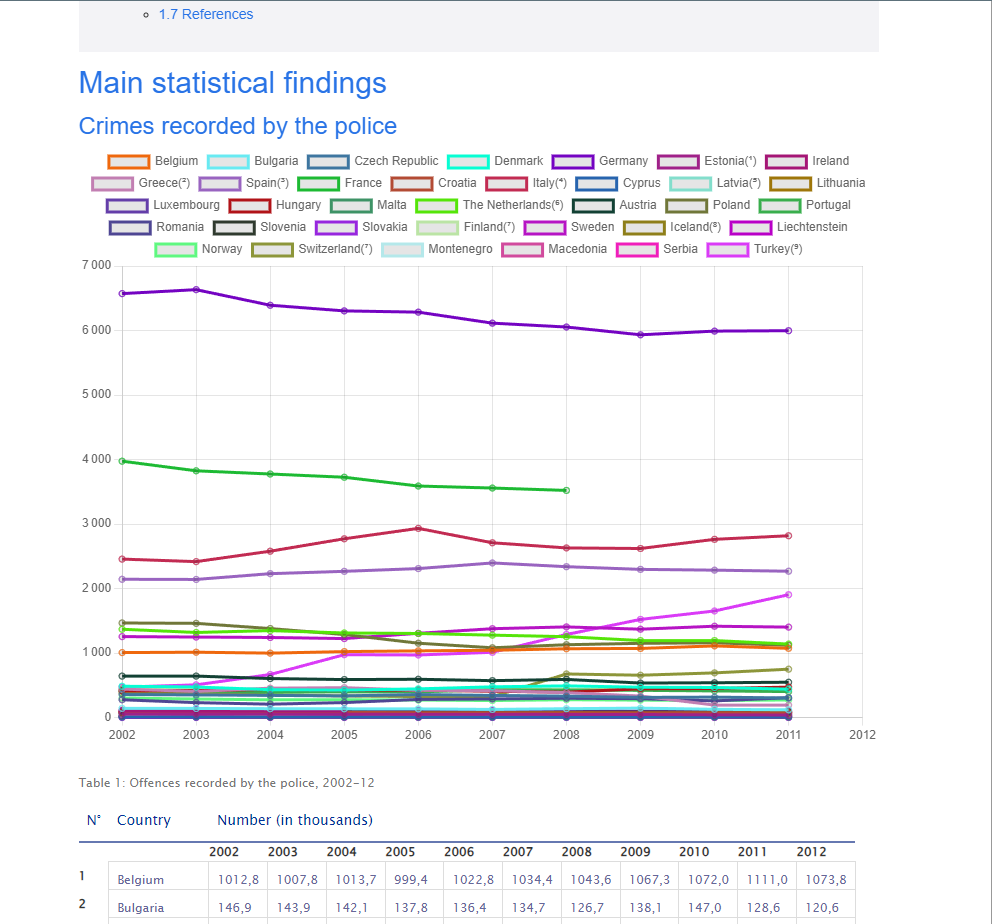 1.7 References
Main statistical findings
Crimes recorded by the police
Belgium Bulgaria Czech Republic Denmark Germany Estonia(¹) Ireland
Greece(²) Spain(³) France Croatia Italy(⁴) Cyprus Latvia(⁵) Lithuania
Luxembourg Hungary Malta The Netherlands(⁶) Austria Poland Portugal
Romania Slovenia Slovakia Finland(⁷) Sweden Iceland(⁸) Liechtenstein
Norway Switzerland(⁷) Montenegro Macedonia Serbia Turkey(⁹)
7 000
6 000
5 000
4 000
3 000
2 000
1 000
0
2002 2003 2004 2005 2006 2007 2008 2009 2010 2011 2012
Table 1: Offences recorded by the police, 2002-12
N° Country Number (in thousands)
2002 2003 2004 2005 2006 2007 2008 2009 2010 2011 2012
1 Belgium 1012,8 1007,8 1013,7 999,4 1022,8 1034,4 1043,6 1067,3 1072,0 1111,0 1073,8
2 Bulgaria 146,9 143,9 142,1 137,8 136,4 134,7 126,7 138,1 147,0 128,6 120,6